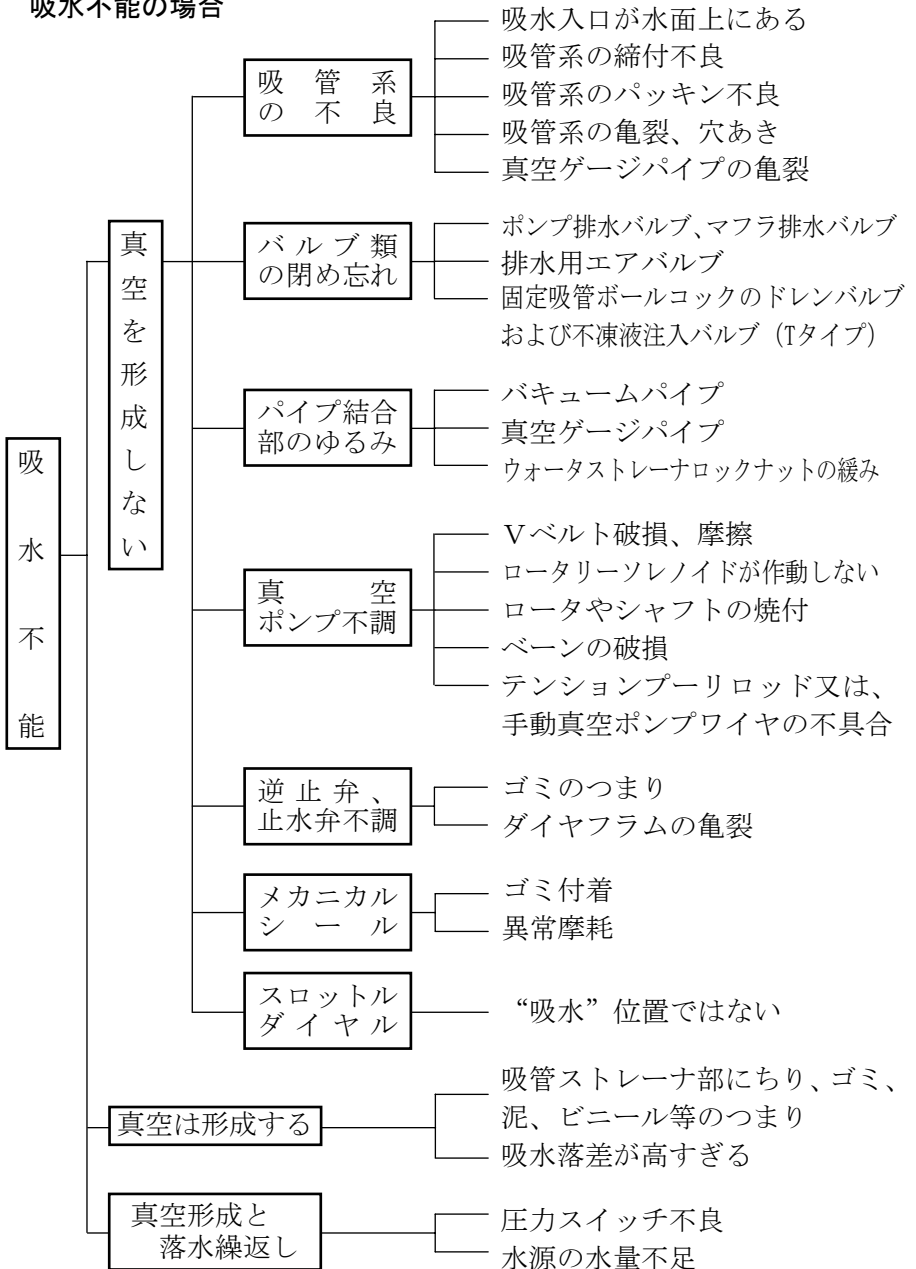 吸水不能の場合
吸水不能
真空を形成しない
吸管系
の不良
吸水入口が水面上にある
吸管系の締付不良
吸管系のパッキン不良
吸管系の亀裂、穴あき
真空ゲージパイプの亀裂
バルブ類
の閉め忘れ
ポンプ排水バルブ、マフラ排水バルブ
排水用エアバルブ
固定吸管ボールコックのドレンバルブ
および不凍液注入バルブ（Tタイプ）
パイプ結合
部のゆるみ
バキュームパイプ
真空ゲージパイプ
ウォータストレーナロックナットの緩み
真空
ポンプ不調
Ｖベルト破損、摩擦
ロータリーソレノイドが作動しない
ロータやシャフトの焼付
ベーンの破損
テンションプーリロッド又は、
手動真空ポンプワイヤの不具合
逆止弁、
止水弁不調
ゴミのつまり
ダイヤフラムの亀裂
メカニカル
シール
ゴミ付着
異常摩耗
スロットル
ダイヤル
“吸水”位置ではない
真空は形成する
吸管ストレーナ部にちり、ゴミ、
泥、ビニール等のつまり
吸水落差が高すぎる
真空形成と
落水繰返し
圧力スイッチ不良
水源の水量不足